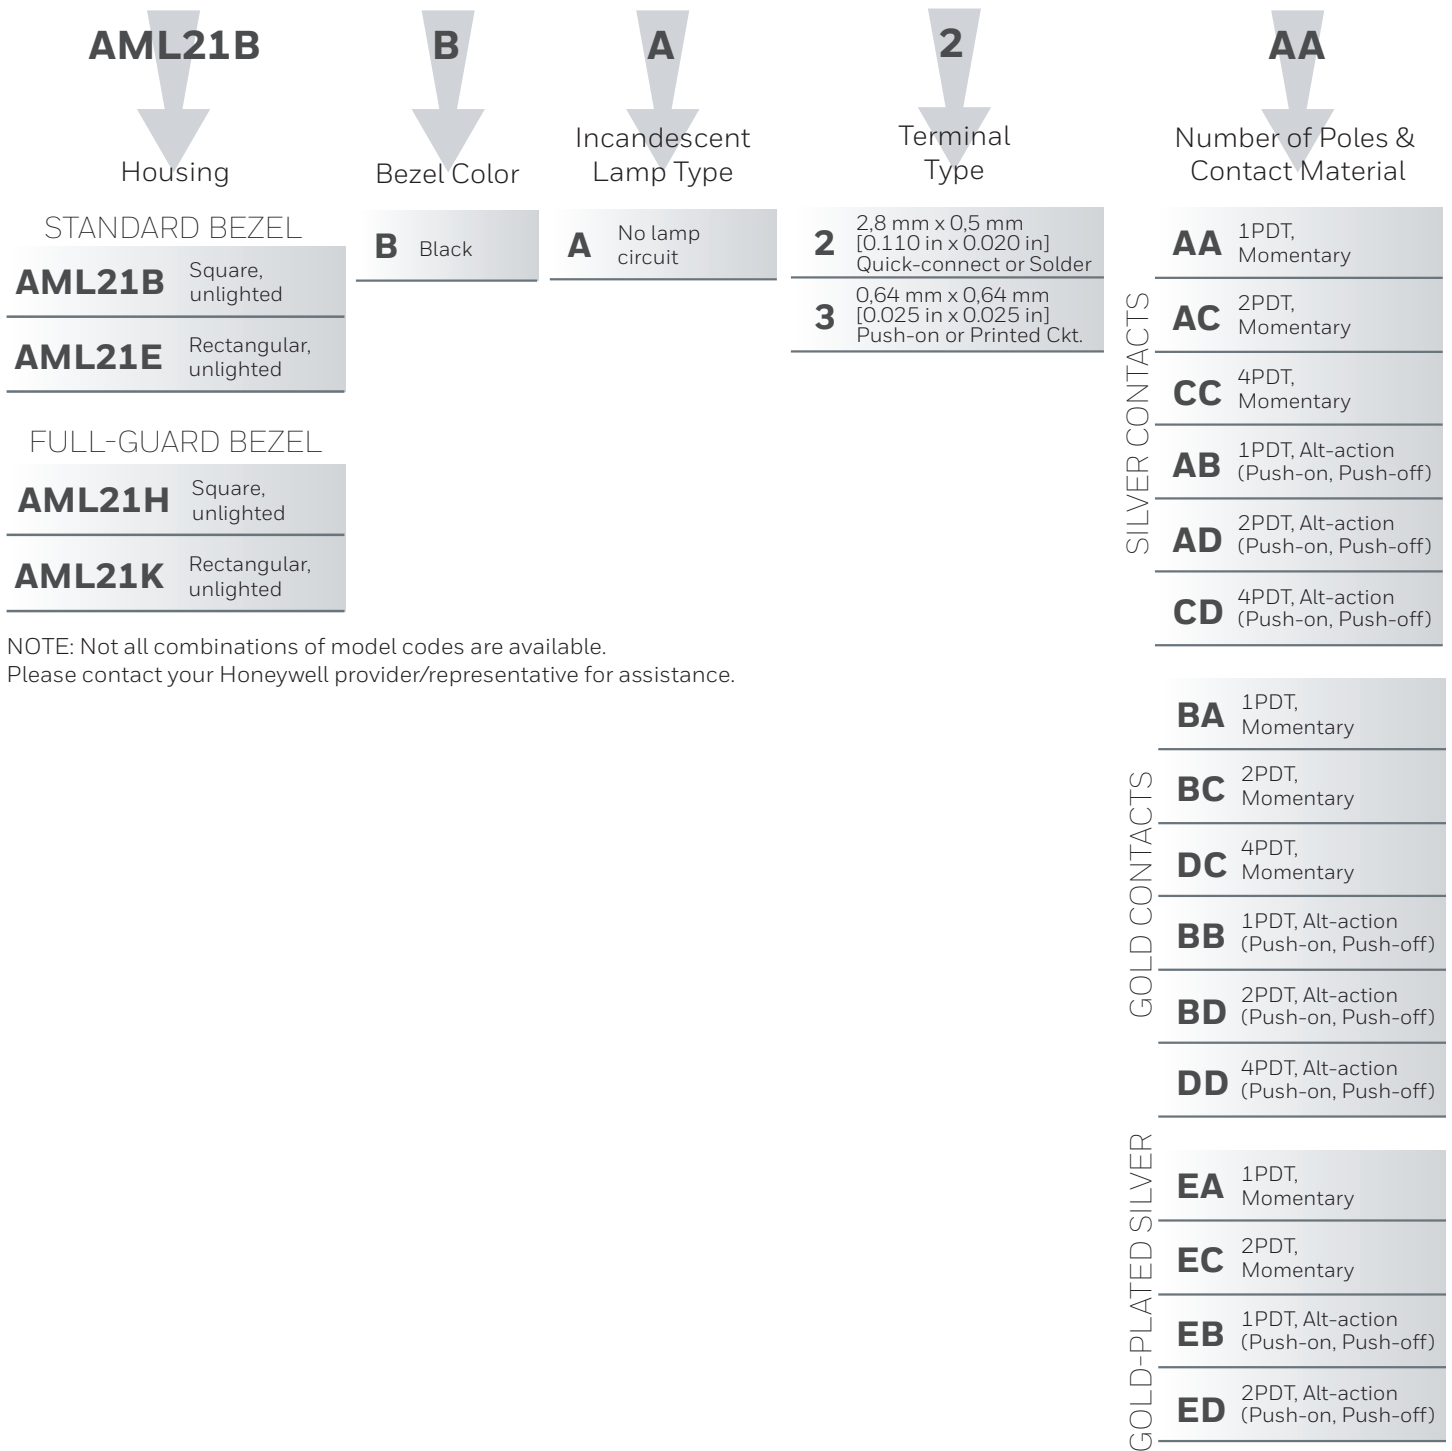 AML21B
B
A
2
AA
Housing
Bezel Color
Incandescent
Lamp Type
Terminal
Type
Number of Poles &
Contact Material
STANDARD BEZEL
AML21B
Square,
unlighted
AML21E
Rectangular,
unlighted
FULL-GUARD BEZEL
AML21H
Square,
unlighted
AML21K
Rectangular,
unlighted
NOTE: Not all combinations of model codes are available.
Please contact your Honeywell provider/representative for assistance.
B
Black
A
No lamp
circuit
2
2,8 mm x 0,5 mm
[0.110 in x 0.020 in]
Quick-connect or Solder
3
0,64 mm x 0,64 mm
[0.025 in x 0.025 in]
Push-on or Printed Ckt.
SILVER CONTACTS
AA
1PDT,
Momentary
AC
2PDT,
Momentary
CC
4PDT,
Momentary
AB
1PDT, Alt-action
(Push-on, Push-off)
AD
2PDT, Alt-action
(Push-on, Push-off)
CD
4PDT, Alt-action
(Push-on, Push-off)
GOLD CONTACTS
BA
1PDT,
Momentary
BC
2PDT,
Momentary
DC
4PDT,
Momentary
BB
1PDT, Alt-action
(Push-on, Push-off)
BD
2PDT, Alt-action
(Push-on, Push-off)
DD
4PDT, Alt-action
(Push-on, Push-off)
GOLD-PLATED SILVER
EA
1PDT,
Momentary
EC
2PDT,
Momentary
EB
1PDT, Alt-action
(Push-on, Push-off)
ED
2PDT, Alt-action
(Push-on, Push-off)